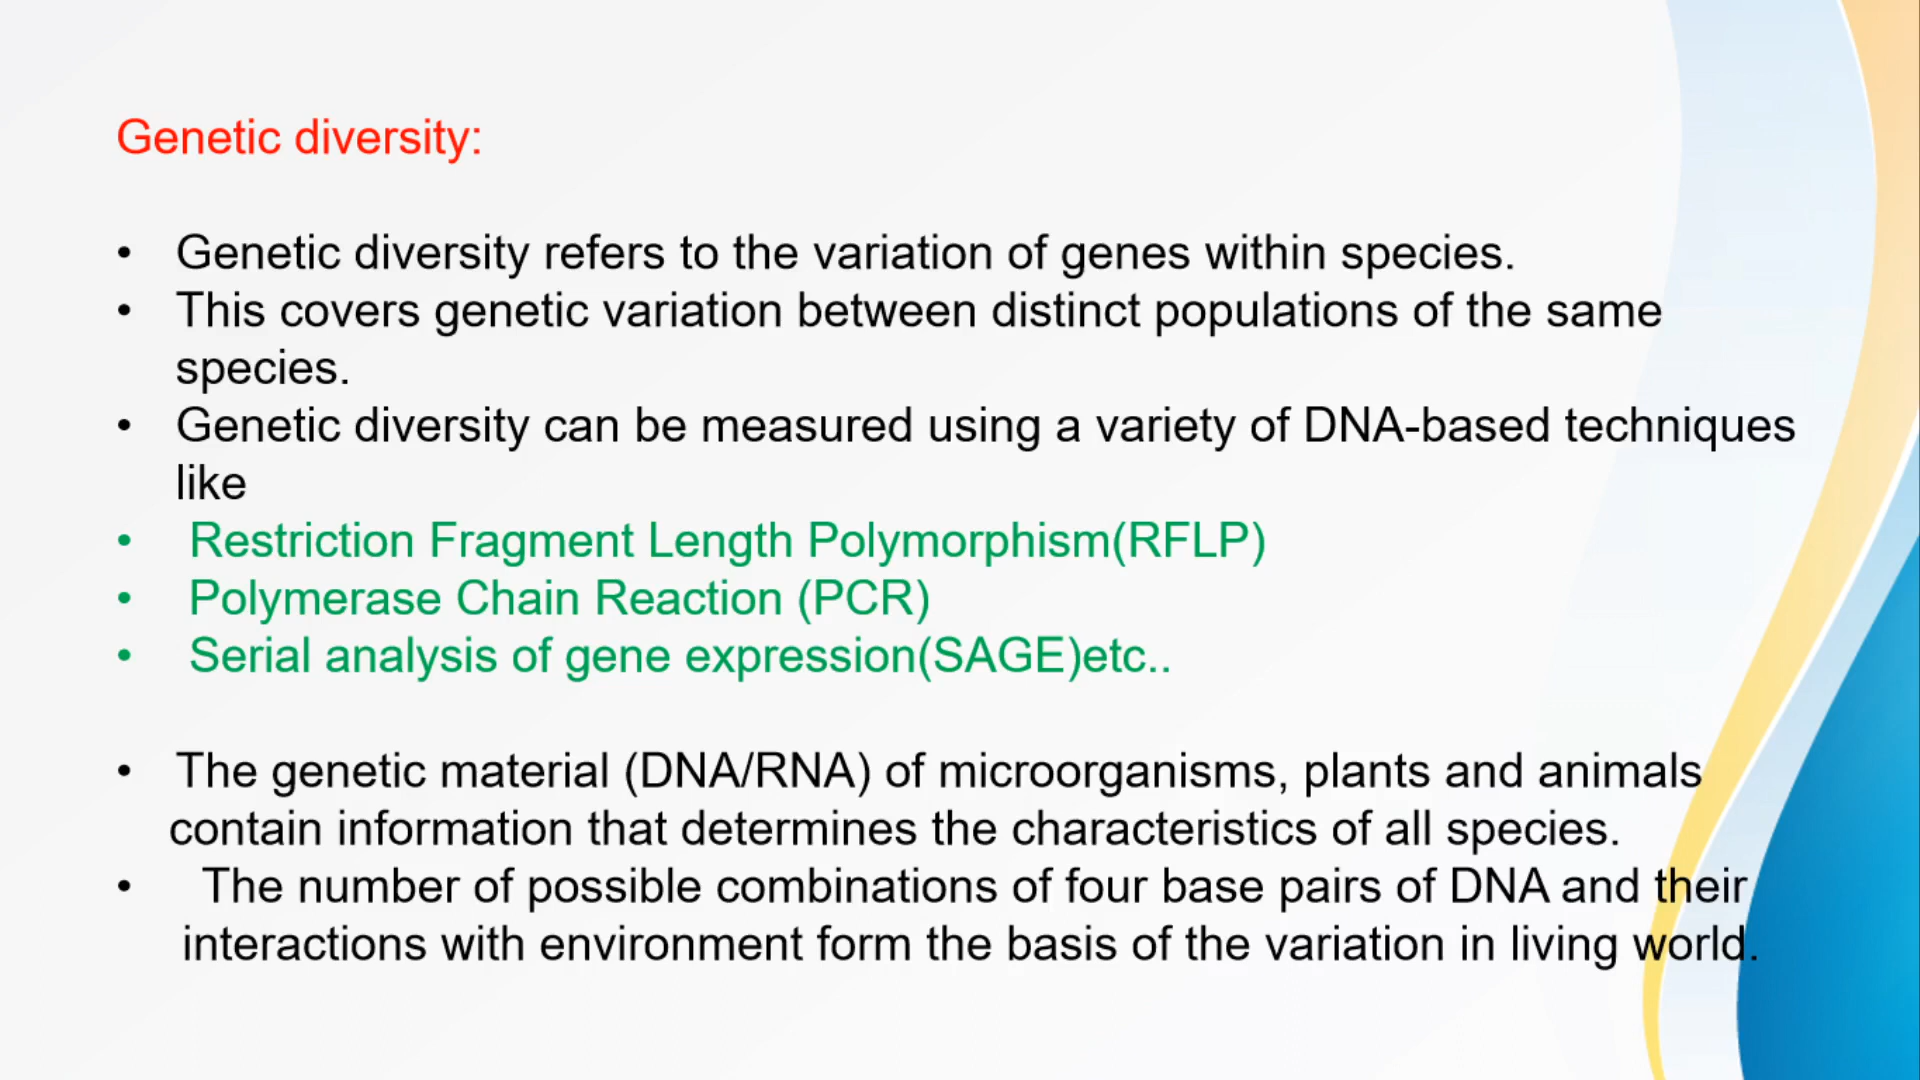 Genetic diversity:
• Genetic diversity refers to the variation of genes within species.
• This covers genetic variation between distinct populations of the same
species.
• Genetic diversity can be measured using a variety of DNA-based techniques
like
• Restriction Fragment Length Polymorphism(RFLP)
• Polymerase Chain Reaction (PCR)
• Serial analysis of gene expression(SAGE)etc..
• The genetic material (DNA/RNA) of microorganisms, plants and animals
contain information that determines the characteristics of all species.
• The number of possible combinations of four base pairs of DNA and their
interactions with environment form the basis of the variation in living world.